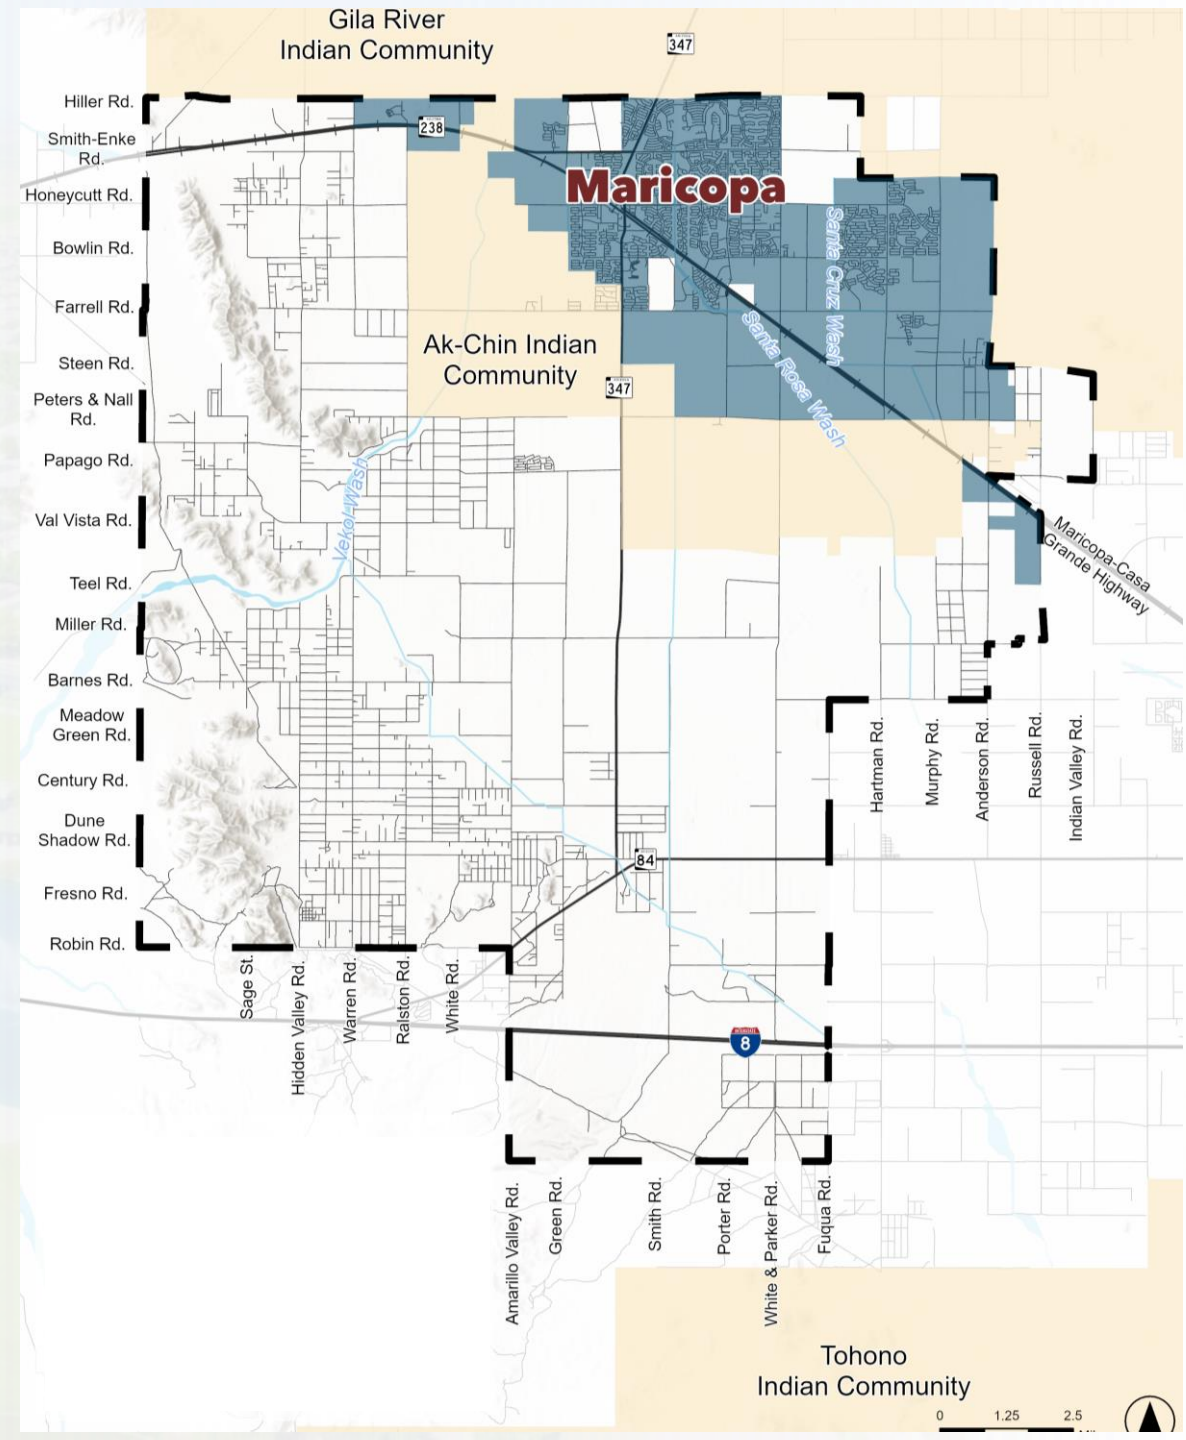 Gila River
Indian Community
347
Hiller Rd.
238
Smith-Enke
Rd.
Maricopa
Honeycutt Rd.
Santa Cruz Wash
Bowlin Rd.
Farrell Rd.
Santa Rosa Wash
Ak-Chin Indian
Community
Steen Rd.
347
Peters & Nall
Rd.
Papago Rd.
Vekol Wash
Val Vista Rd.
Maricopa-Casa
Grande Highway
Teel Rd.
Miller Rd.
Barnes Rd.
Meadow
Green Rd.
Hartman Rd.
Murphy Rd.
Anderson Rd.
Russell Rd.
Indian Valley Rd.
Century Rd.
Dune
Shadow Rd.
84
Fresno Rd.
Robin Rd.
Sage St.
Hidden Valley Rd.
Warren Rd.
Ralston Rd.
White Rd.
8
Amarillo Valley Rd.
Green Rd.
Smith Rd.
Porter Rd.
White & Parker Rd.
Fuqua Rd.
Tohono
Indian Community
0 1.25 2.5